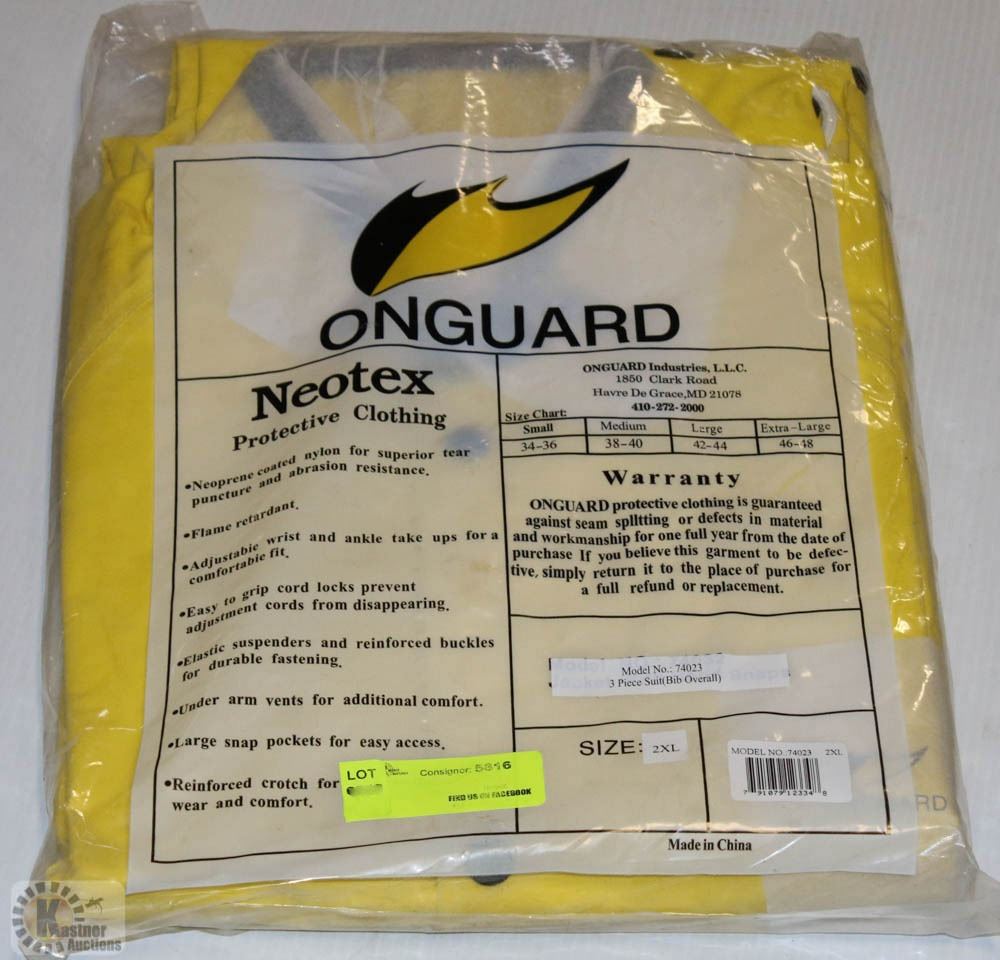 ONGUARD
Neotex
Protective Clothing
•Neoprene coated nylon for superior tear
puncture and abrasion resistance.
•Flame retardant.
•Adjustable wrist and ankle take ups for a
comfortable fit.
•Easy to grip cord locks prevent
adjustment cords from disappearing.
•Elastic suspenders and reinforced buckles
for durable fastening.
•Under arm vents for additional comfort.
•Large snap pockets for easy access.
•Reinforced crotch for
wear and comfort.
ONGUARD Industries, L.L.C.
1850 Clark Road
Havre De Grace,MD 21078
410-272-2000
Size Chart:
Small Medium Large Extra-Large
34-36 38-40 42-44 46-48
Warranty
ONGUARD protective clothing is guaranteed
against seam splltting or defects in material
and workmanship for one full year from the date of
purchase If you believe this garment to be defec-
tive, simply return it to the place of purchase for
a full refund or replacement.
Model No.: 74023
3 Piece Suit(Bib Overall)
Snaps
SIZE: 2XL
MODEL NO.:74023 2XL
7 91079 12334 8
RD
Made in China
LOT Consignor: 5816
FIND US ON FACEBOOK
Kastner
Auctions